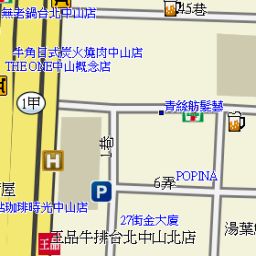 45巷
無老鍋台北中山店
牛角日式炭火燒肉中山店
THE ONE中山概念店
1甲
青絲舫髮藝
1巷
H
P
POPINA
6弄
咖啡時光中山店
27街金大廈
湯葉
王品
王品牛排台北中山北店